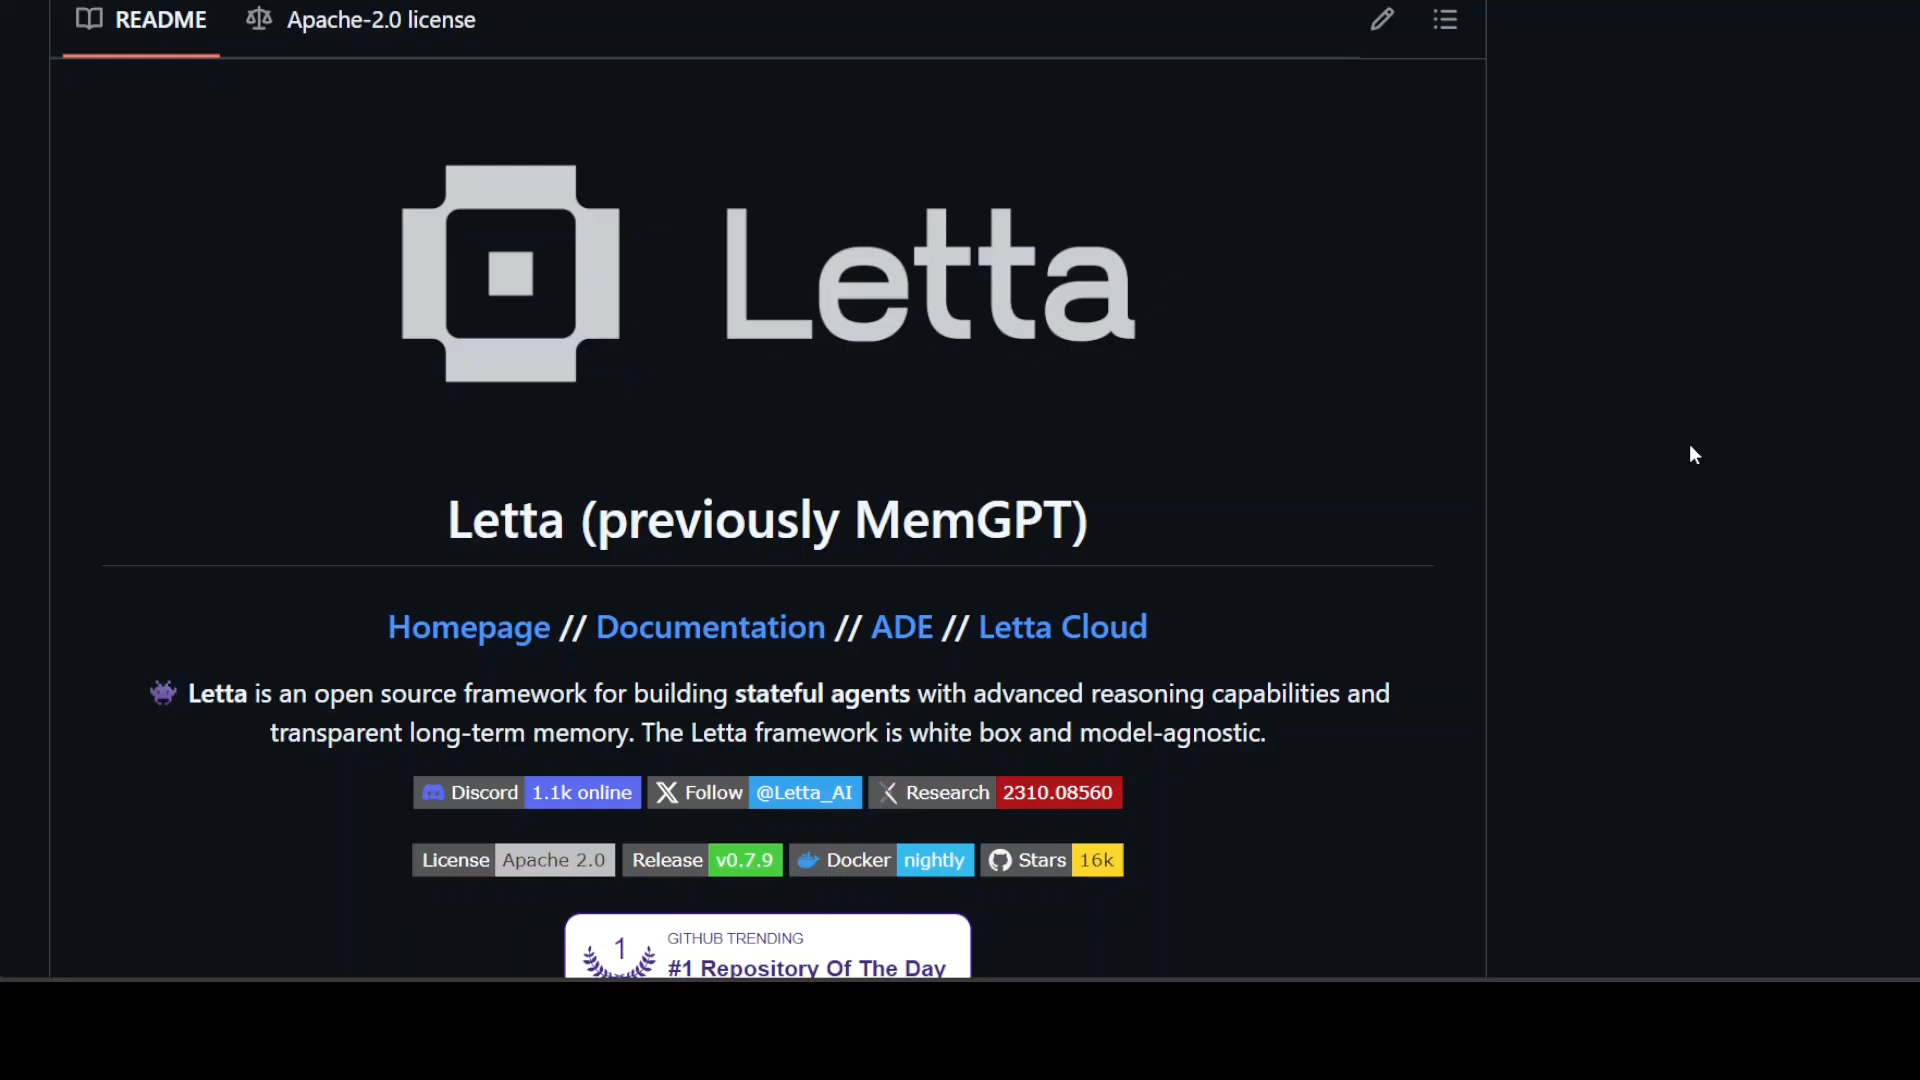 README
Apache-2.0 license
Letta
Letta (previously MemGPT)
Homepage // Documentation // ADE // Letta Cloud
👾 Letta is an open source framework for building stateful agents with advanced reasoning capabilities and
transparent long-term memory. The Letta framework is white box and model-agnostic.
Discord 1.1k online Follow @Letta_AI Research 2310.08560
License Apache 2.0 Release v0.7.9 Docker nightly Stars 16k
1
GITHUB TRENDING
#1 Repository Of The Day